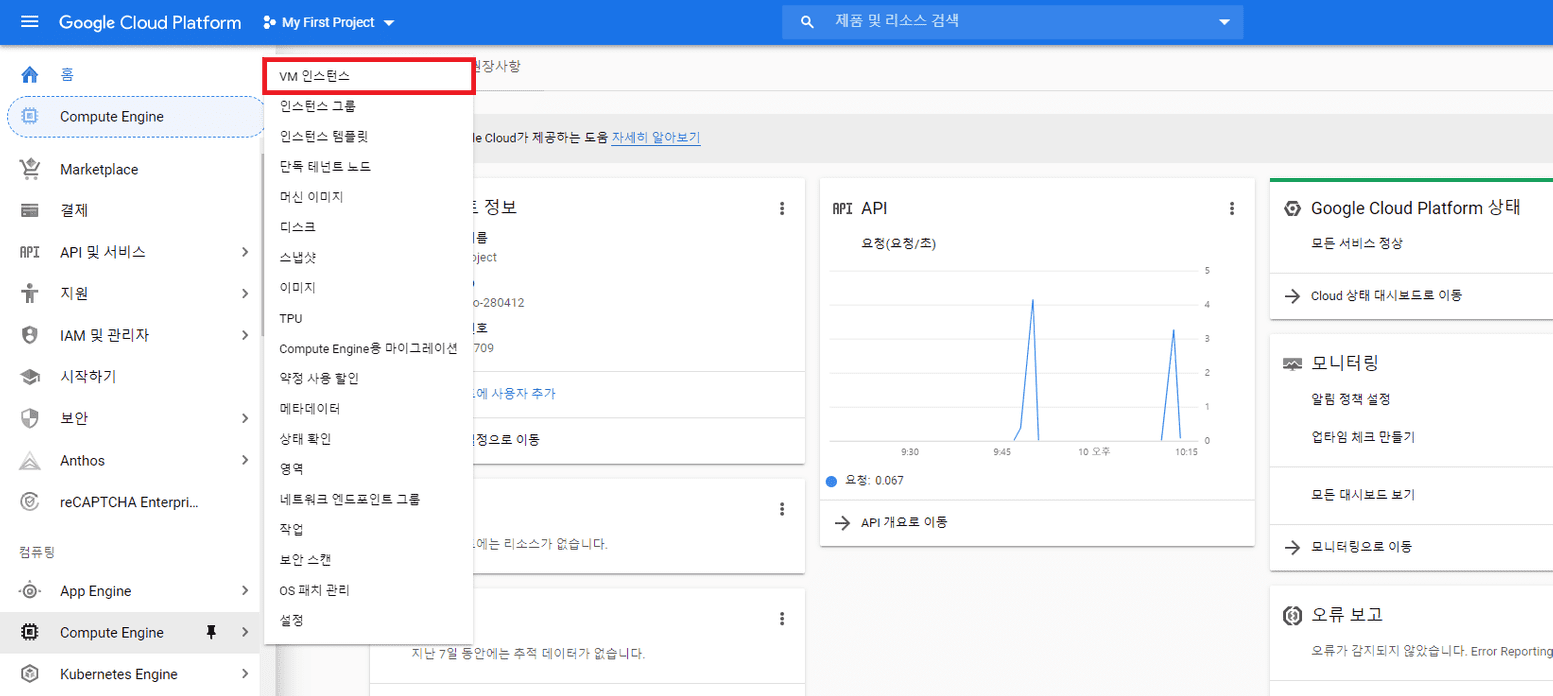 Google Cloud Platform
My First Project
제품 및 리소스 검색
홈
Compute Engine
Marketplace
결제
API API 및 서비스
지원
IAM 및 관리자
시작하기
보안
Anthos
reCAPTCHA Enterpri...
컴퓨팅
App Engine
Compute Engine
Kubernetes Engine
VM 인스턴스
인스턴스 그룹
인스턴스 템플릿
단독 테넌트 노드
머신 이미지
디스크
스냅샷
이미지
TPU
Compute Engine용 마이그레이션
약정 사용 할인
메타데이터
상태 확인
영역
네트워크 엔드포인트 그룹
작업
보안 스캔
OS 패치 관리
설정
권장사항
le Cloud가 제공하는 도움 자세히 알아보기
정보
oject
o-280412
709
에 사용자 추가
정으로 이동
에는 리소스가 없습니다.
지난 7일 동안에는 추적 데이터가 없습니다.
API API
요청(요청/초)
5
4
3
2
1
0
9:30 9:45 10 오후 10:15
요청: 0.067
API 개요로 이동
Google Cloud Platform 상태
모든 서비스 정상
Cloud 상태 대시보드로 이동
모니터링
알림 정책 설정
업타임 체크 만들기
모든 대시보드 보기
모니터링으로 이동
오류 보고
오류가 감지되지 않았습니다. Error Reporting